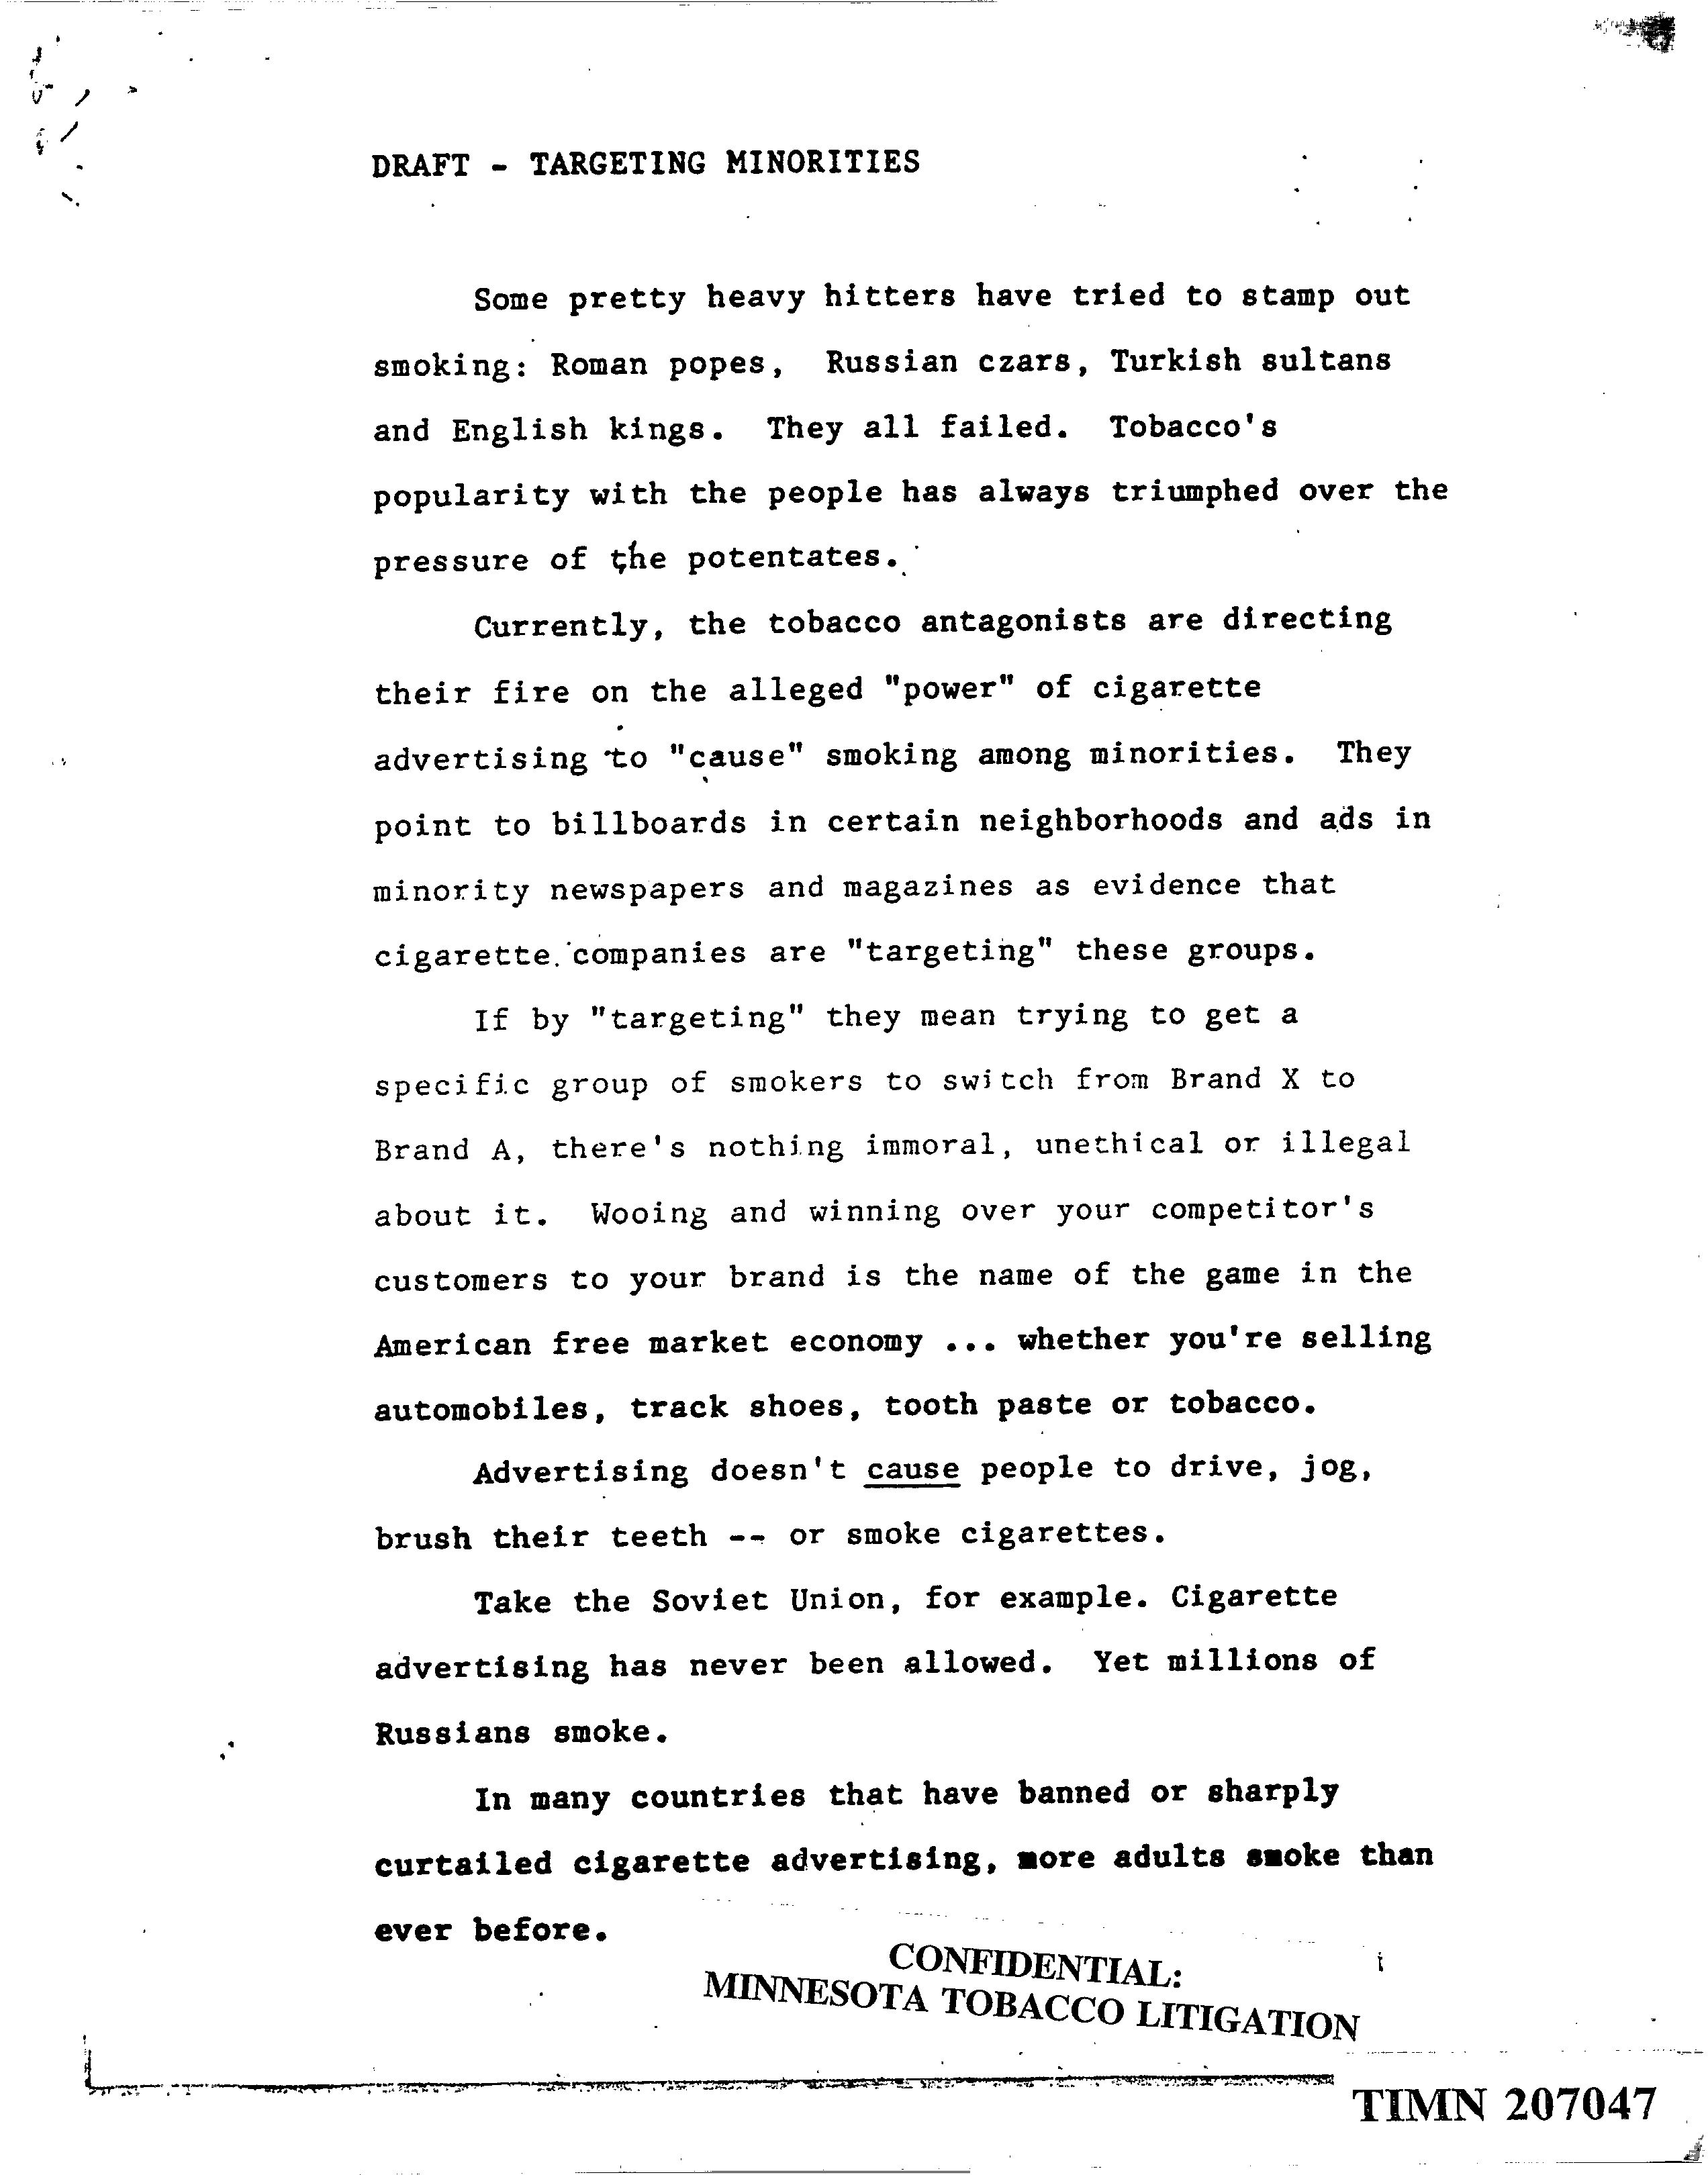 DRAFT - TARGETING MINORITIES
Some pretty heavy hitters have tried to stamp out
smoking: Roman popes, Russian czars, Turkish sultans
and English kings. They all failed. Tobacco's
popularity with the people has always triumphed over the
pressure of the potentates.
Currently, the tobacco antagonists are directing
their fire on the alleged "power" of cigarette
advertising to "cause" smoking among minorities. They
point to billboards in certain neighborhoods and ads in
minority newspapers and magazines as evidence that
cigarette companies are "targeting" these groups.
If by "targeting" they mean trying to get a
specific group of smokers to switch from Brand X to
Brand A, there's nothing immoral, unethical or illegal
about it. Wooing and winning over your competitor's
customers to your brand is the name of the game in the
American free market economy ... whether you're selling
automobiles, track shoes, tooth paste or tobacco.
Advertising doesn't cause people to drive, jog,
brush their teeth -- or smoke cigarettes.
Take the Soviet Union, for example. Cigarette
advertising has never been allowed. Yet millions of
Russians smoke.
In many countries that have banned or sharply
curtailed cigarette advertising, more adults smoke than
ever before.
CONFIDENTIAL:
MINNESOTA TOBACCO LITIGATION
TIMN 207047